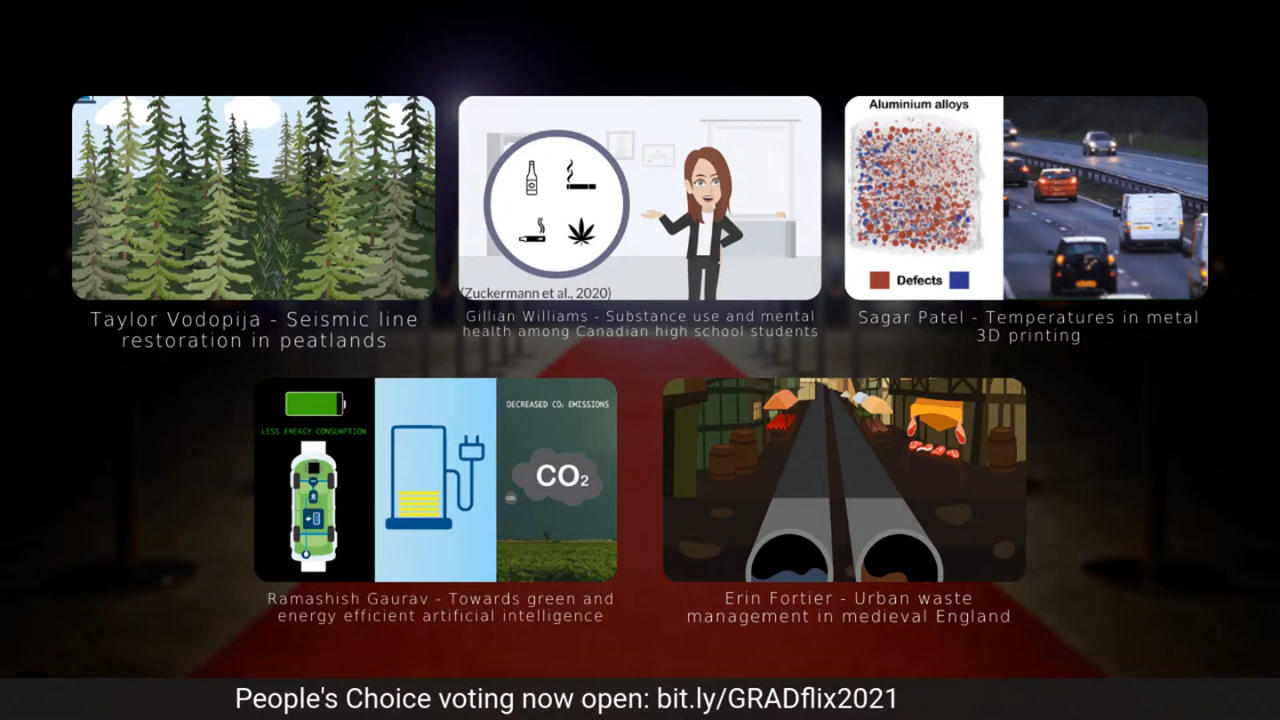 Aluminium alloys
Defects
(Zuckermann et al., 2020)
Taylor Vodopija - Seismic line
restoration in peatlands
Gillian Williams - Substance use and mental
health among Canadian high school students
Sagar Patel - Temperatures in metal
3D printing
LESS ENERGY CONSUMPTION
DECREASED CO₂ EMISSIONS
CO₂
CO₂
Ramashish Gaurav - Towards green and
energy efficient artificial intelligence
Erin Fortier - Urban waste
management in medieval England
People's Choice voting now open: bit.ly/GRADflix2021